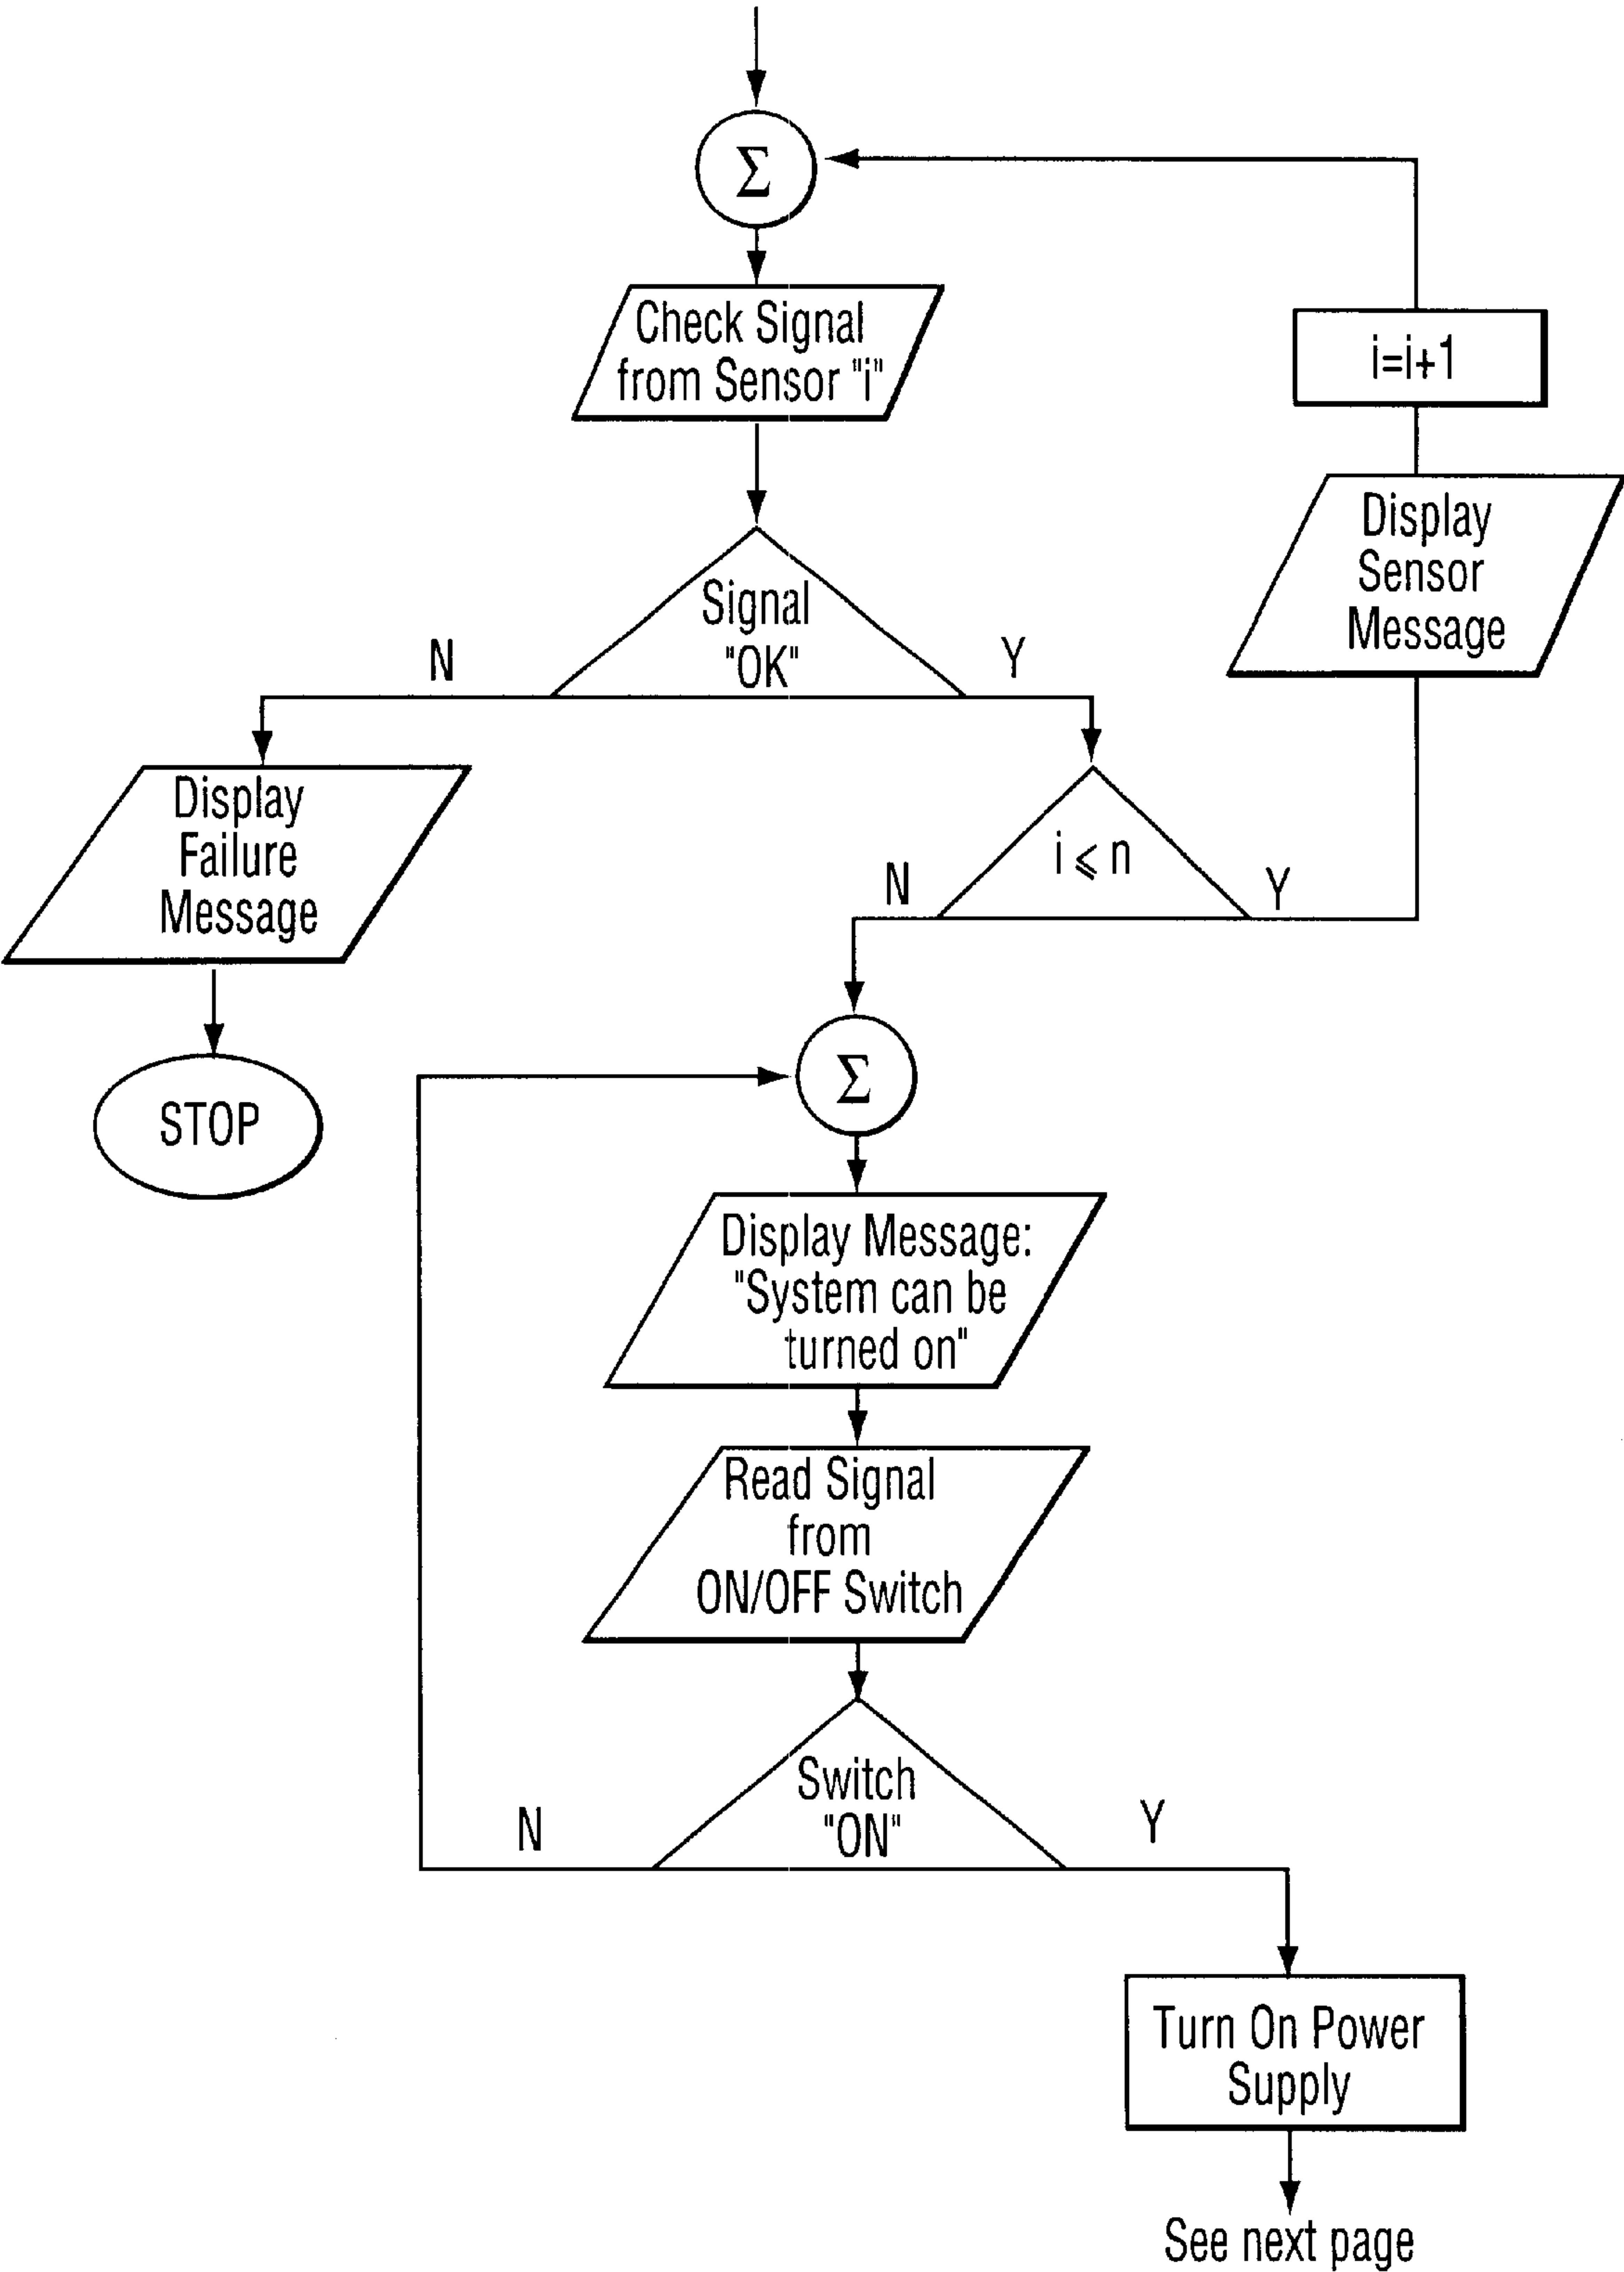 Σ
Check Signal
from Sensor "i"
i=i+1
Display
Sensor
Message
Signal
"OK"
N
Y
Display
Failure
Message
i ⩽ n
N
Y
STOP
Σ
Display Message:
"System can be
turned on"
Read Signal
from
ON/OFF Switch
Switch
"ON"
N
Y
Turn On Power
Supply
See next page